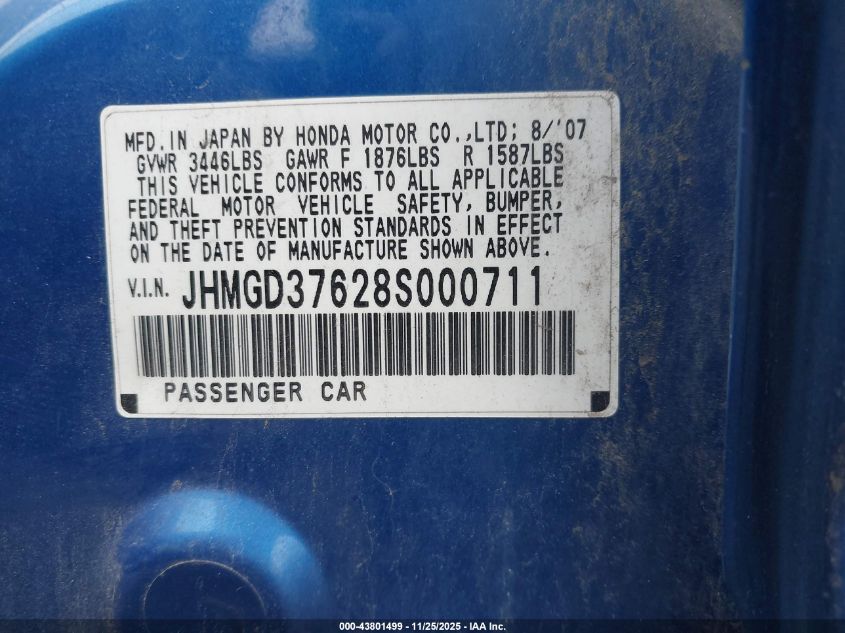 MFD. IN JAPAN BY HONDA MOTOR CO.,LTD; 8/'07
GVWR 3446LBS GAWR F 1876LBS R 1587LBS
THIS VEHICLE CONFORMS TO ALL APPLICABLE
FEDERAL MOTOR VEHICLE SAFETY, BUMPER,
AND THEFT PREVENTION STANDARDS IN EFFECT
ON THE DATE OF MANUFACTURE SHOWN ABOVE.
V.I.N. JHMGD37628S000711
PASSENGER CAR
000-43801499 - 11/25/2025 - IAA Inc.